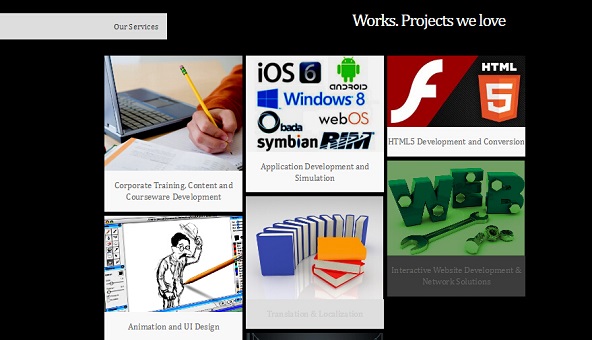 Our Services
Works. Projects we love
Corporate Training, Content and
Courseware Development
iOS 6
ANDROID
Windows 8
bada
webOS
symbian RIM
Application Development and
Simulation
HTML
5
HTML5 Development and Conversion
WEB
Interactive Website Development &
Network Solutions
Animation and UI Design
Translation & Localization